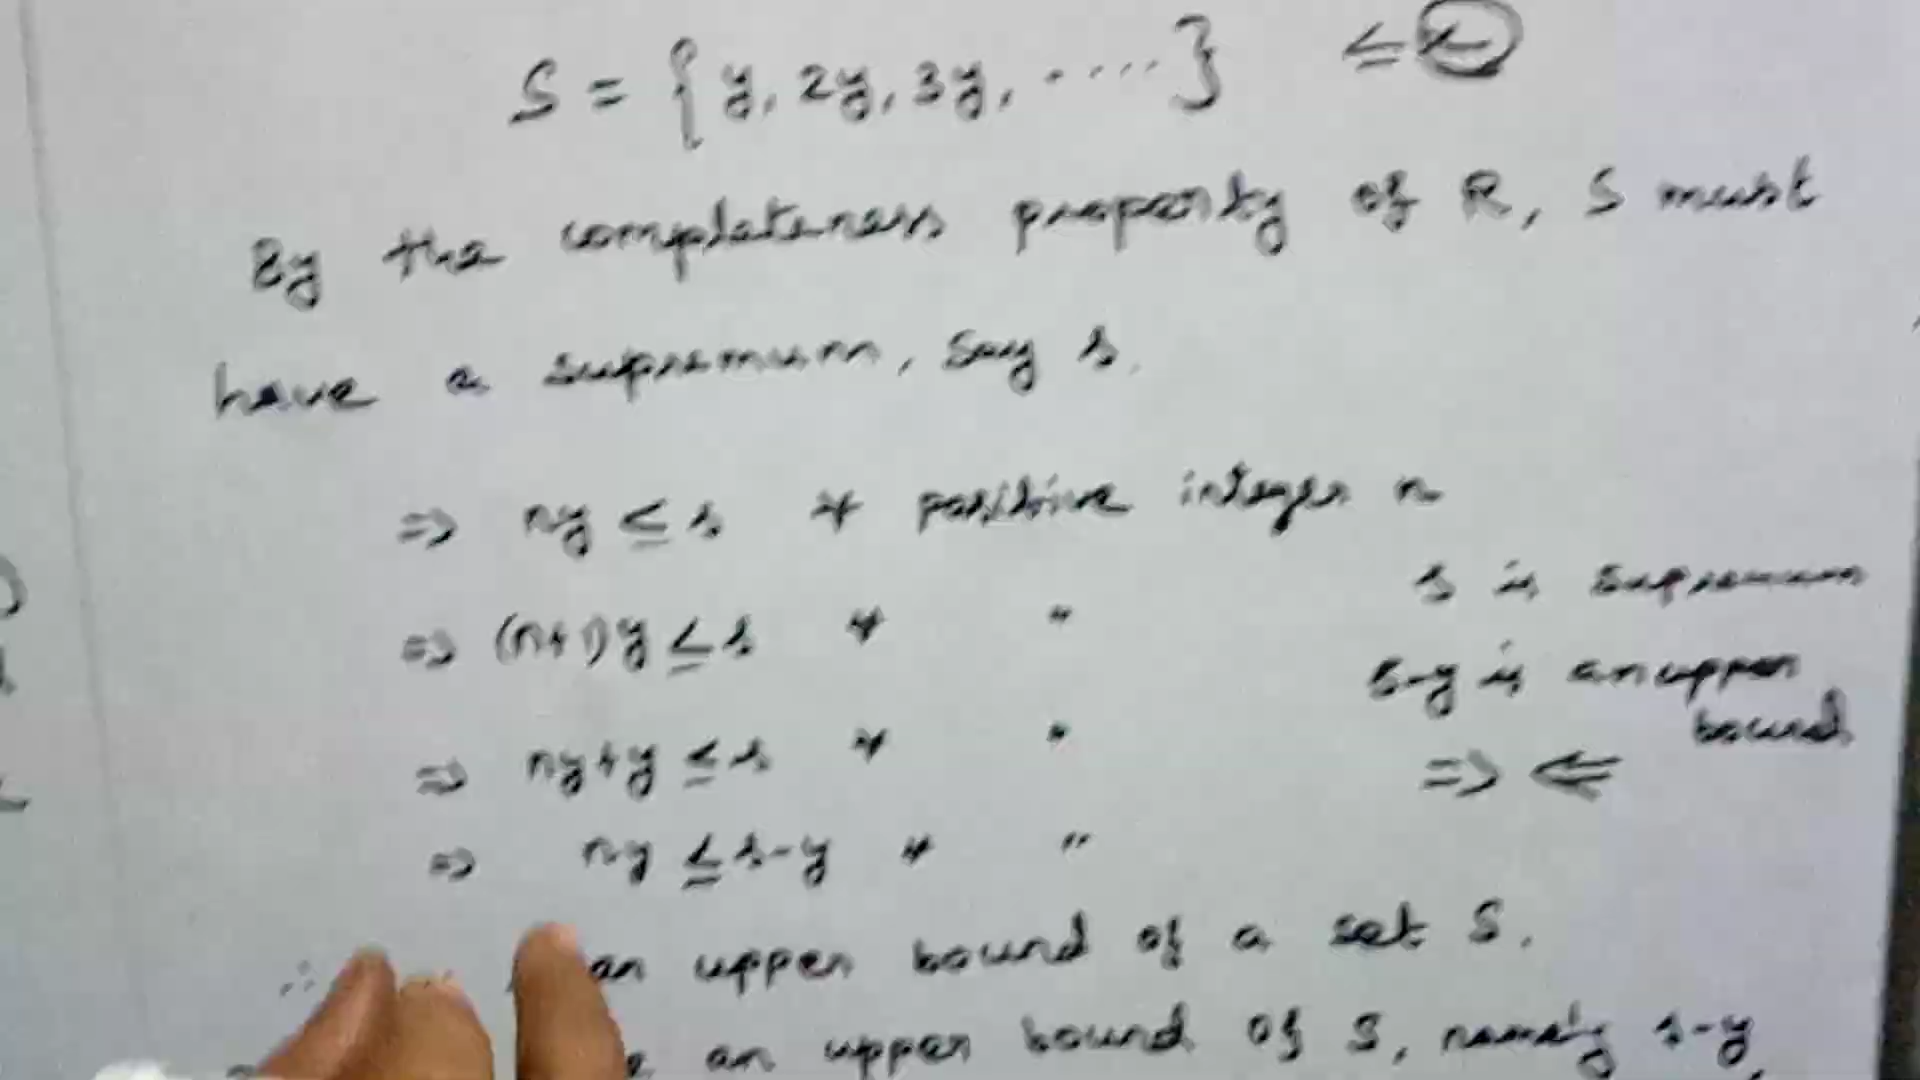 S = { y, 2y, 3y, ..... } ≤ x
By the completeness property of R, S must
have a supremum, say s.
⇒ ny ≤ s ∀ positive integer n
⇒ (n+1)y ≤ s ∀ "
⇒ ny+y ≤ s ∀ "
⇒ ny ≤ s-y ∀ "
s is supremum
s-y is an upper
bound
⇒ ⇐
∴ an upper bound of a set S.
an upper bound of S, namely s-y,